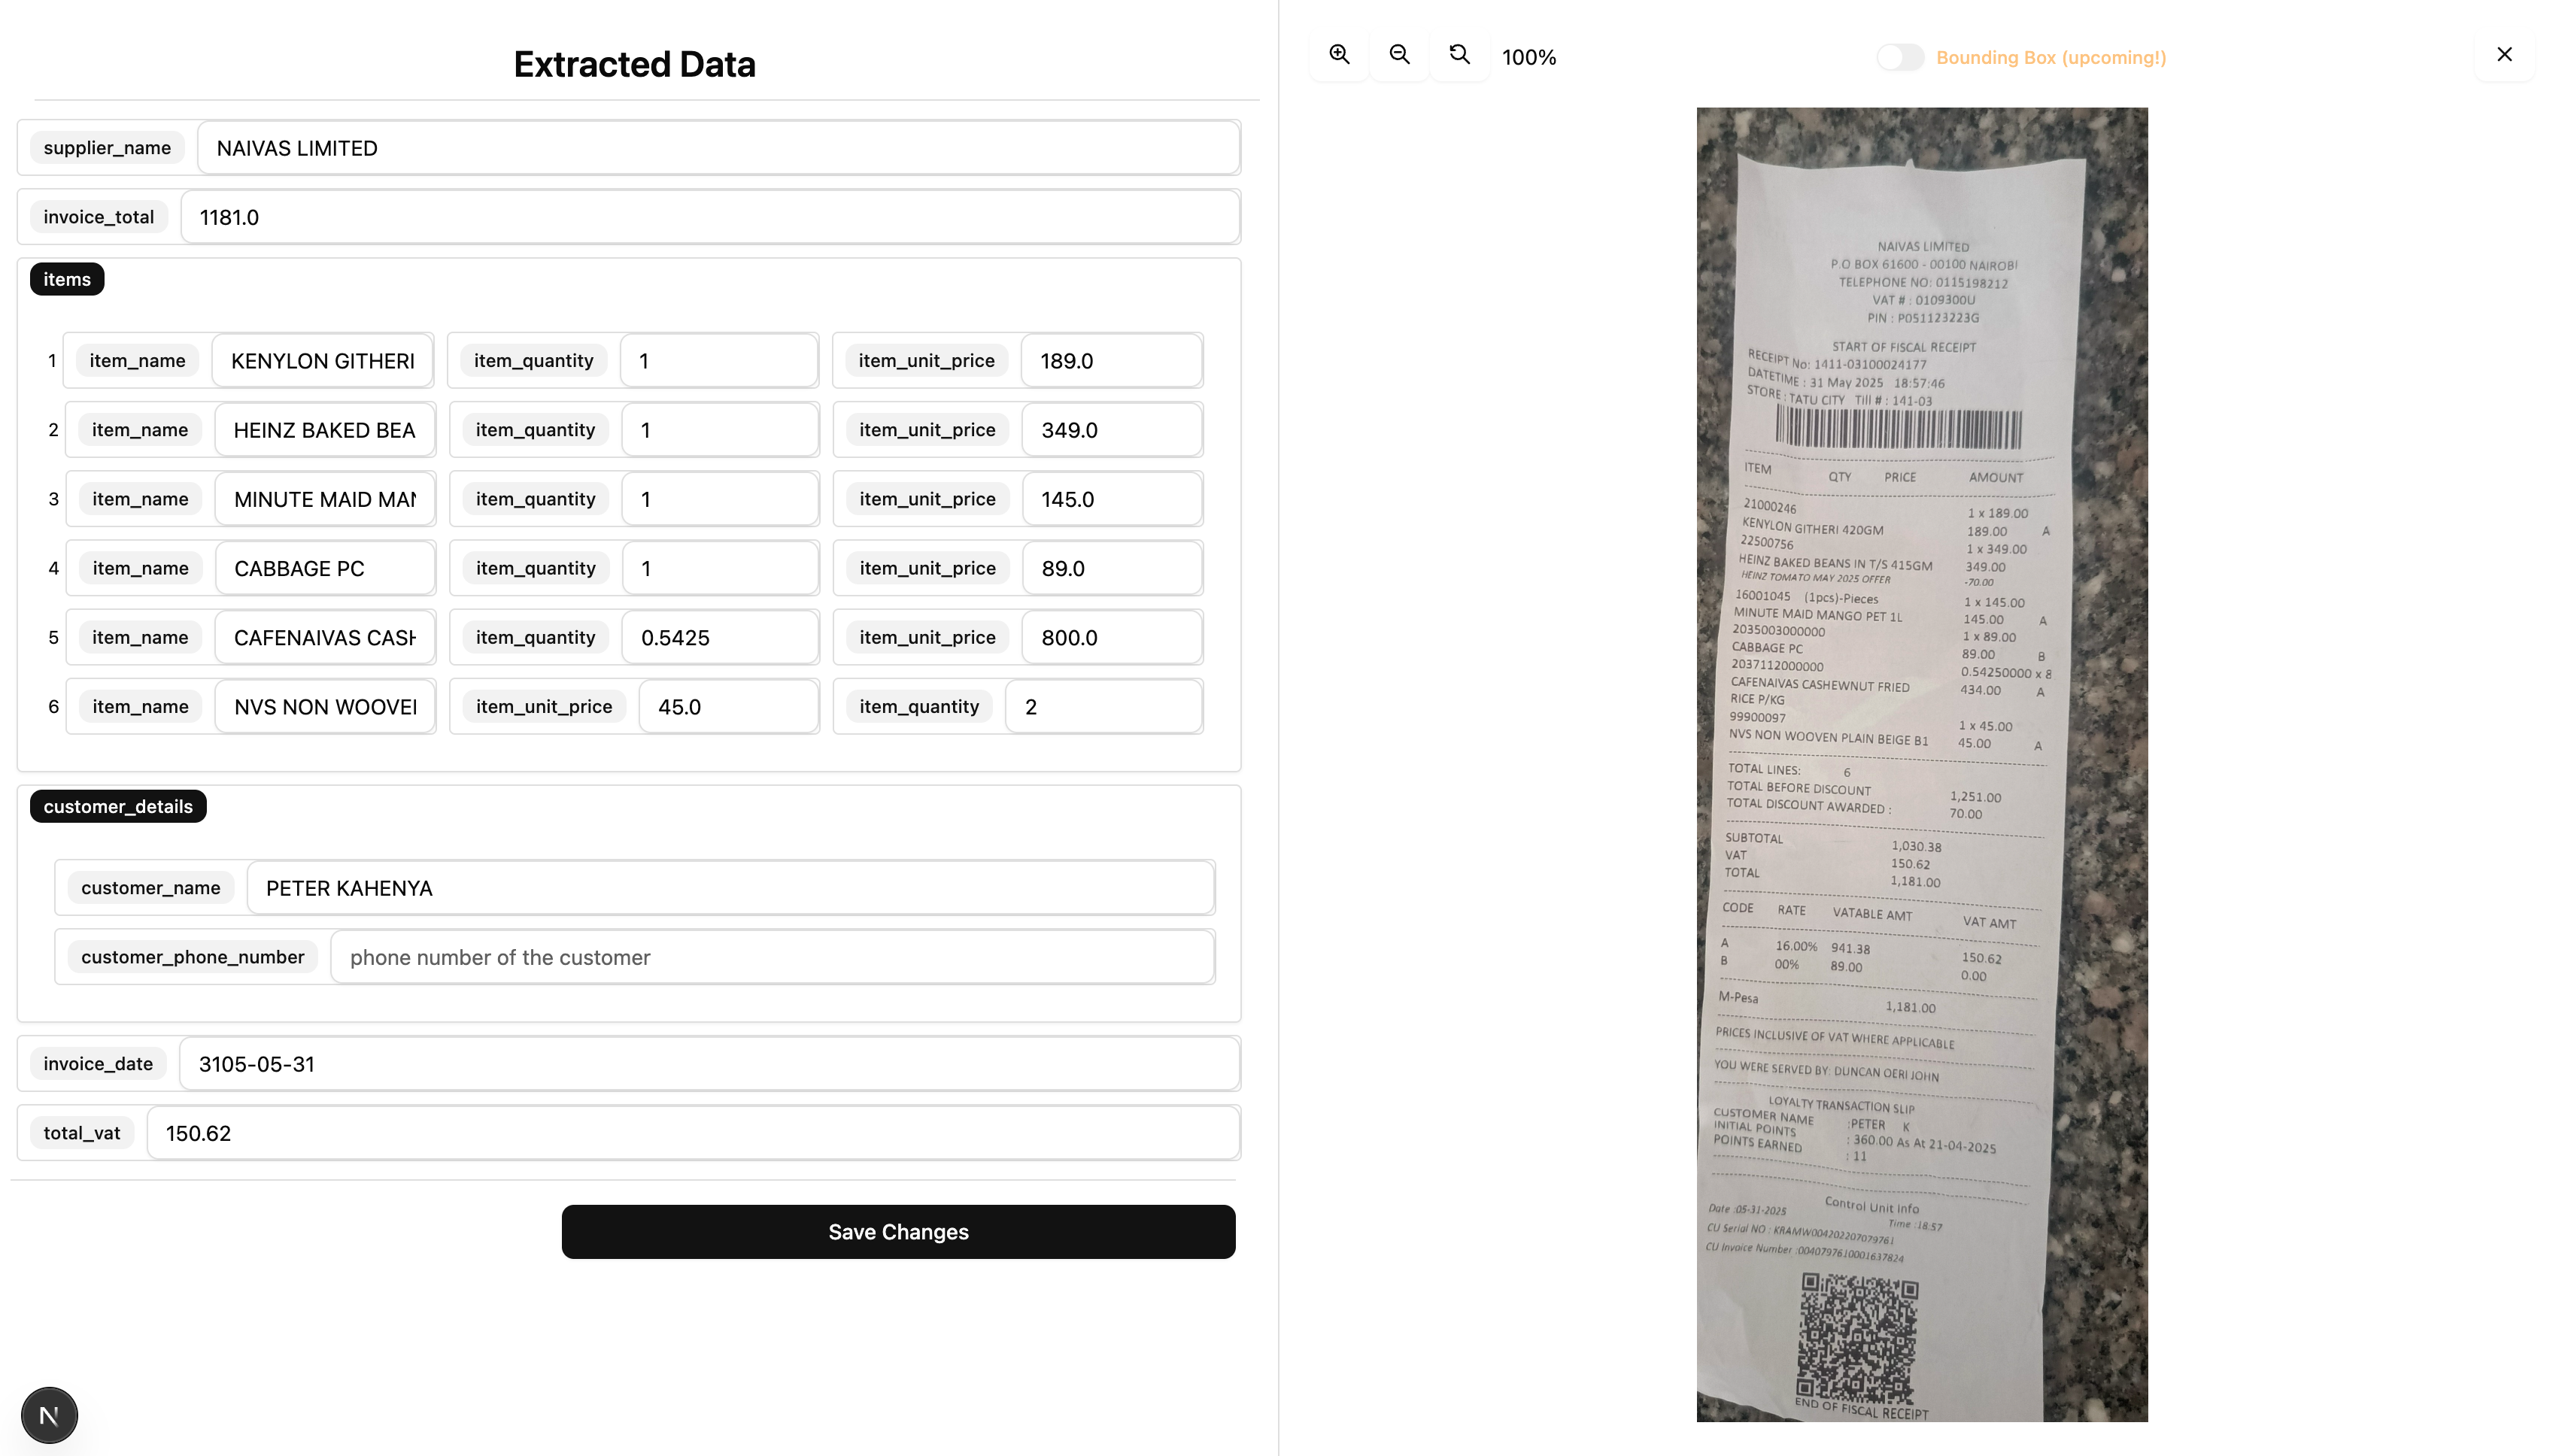 Extracted Data
supplier_name NAIVAS LIMITED
invoice_total 1181.0
items
1 item_name KENYLON GITHERI item_quantity 1 item_unit_price 189.0
2 item_name HEINZ BAKED BEA item_quantity 1 item_unit_price 349.0
3 item_name MINUTE MAID MAN item_quantity 1 item_unit_price 145.0
4 item_name CABBAGE PC item_quantity 1 item_unit_price 89.0
5 item_name CAFENAIVAS CASH item_quantity 0.5425 item_unit_price 800.0
6 item_name NVS NON WOOVE item_unit_price 45.0 item_quantity 2
customer_details
customer_name PETER KAHENYA
customer_phone_number phone number of the customer
invoice_date 3105-05-31
total_vat 150.62
Save Changes
N
100% Bounding Box (upcoming!)
NAIVAS LIMITED
P.O BOX 61600 - 00100 NAIROBI
TELEPHONE NO: 0115198212
VAT # : 0109300U
PIN : P051123223G
START OF FISCAL RECEIPT
RECEIPT No: 1411-03100024177
DATETIME : 31 May 2025 18:57:46
STORE : TATU CITY Till # : 141-03
ITEM QTY PRICE AMOUNT
21000246 1 x 189.00
KENYLON GITHERI 420GM 189.00 A
22500756 1 x 349.00
HEINZ BAKED BEANS IN T/S 415GM 349.00
HEINZ TOMATO MAY 2025 OFFER -70.00
16001045 (1pcs)-Pieces 1 x 145.00
MINUTE MAID MANGO PET 1L 145.00 A
2035003000000 1 x 89.00
CABBAGE PC 89.00 B
2037112000000 0.54250000 x 8
CAFENAIVAS CASHEWNUT FRIED 434.00 A
RICE P/KG
99900097 1 x 45.00
NVS NON WOOVEN PLAIN BEIGE B1 45.00 A
TOTAL LINES: 6
TOTAL BEFORE DISCOUNT 1,251.00
TOTAL DISCOUNT AWARDED : 70.00
SUBTOTAL 1,030.38
VAT 150.62
TOTAL 1,181.00
CODE RATE VATABLE AMT VAT AMT
A 16.00% 941.38 150.62
B 00% 89.00 0.00
M-Pesa 1,181.00
PRICES INCLUSIVE OF VAT WHERE APPLICABLE
YOU WERE SERVED BY: DUNCAN OERI JOHN
LOYALTY TRANSACTION SLIP
CUSTOMER NAME :PETER K
INITIAL POINTS : 360.00 As At 21-04-2025
POINTS EARNED : 11
Control Unit Info
Date :05-31-2025 Time :18:57
CU Serial NO : KRAMW004202207079761
CU Invoice Number :0040797610001637824
END OF FISCAL RECEIPT